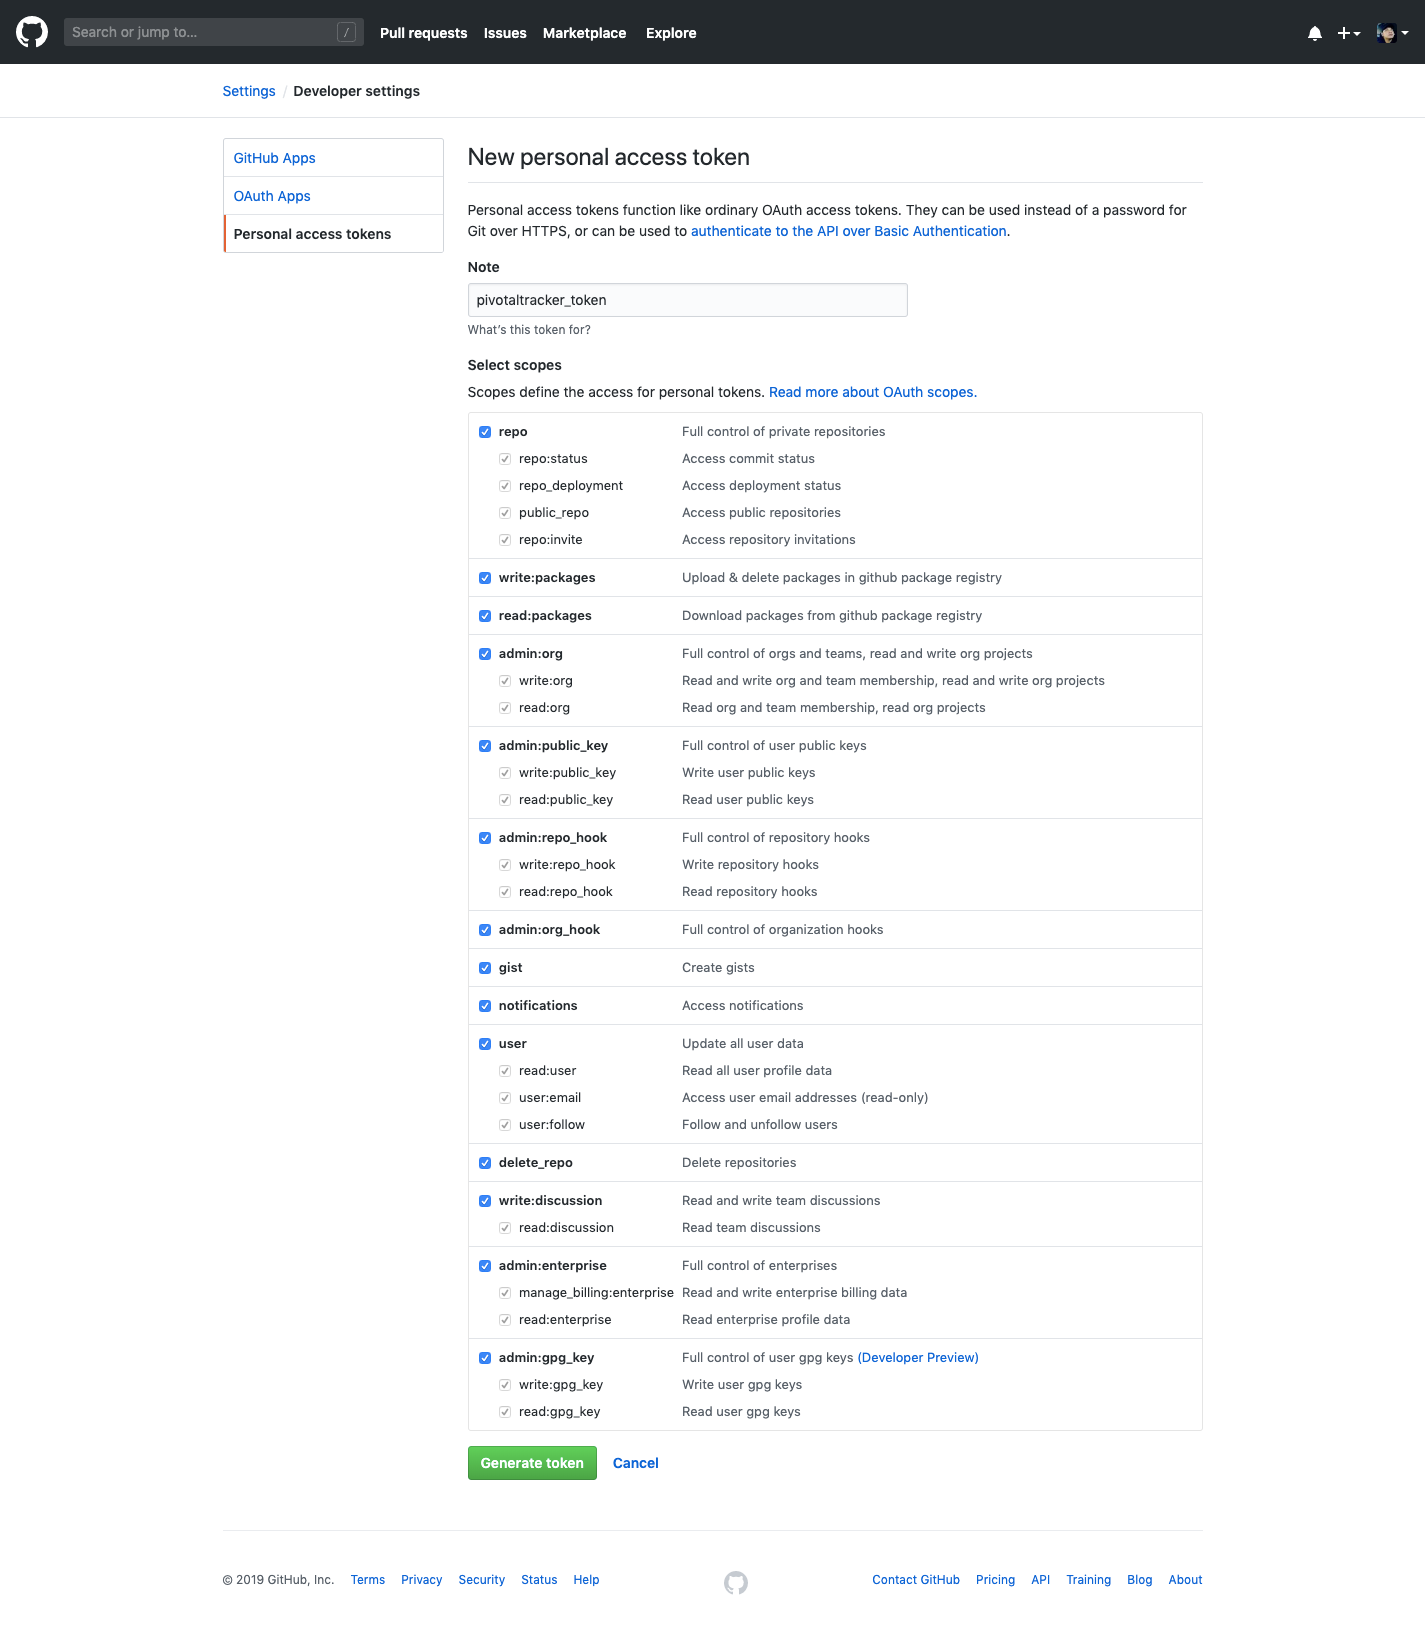 Search or jump to... /
Pull requests Issues Marketplace Explore
Settings / Developer settings
GitHub Apps
OAuth Apps
Personal access tokens
New personal access token
Personal access tokens function like ordinary OAuth access tokens. They can be used instead of a password for
Git over HTTPS, or can be used to authenticate to the API over Basic Authentication.
Note
pivotaltracker_token
What's this token for?
Select scopes
Scopes define the access for personal tokens. Read more about OAuth scopes.
repo Full control of private repositories
repo:status Access commit status
repo_deployment Access deployment status
public_repo Access public repositories
repo:invite Access repository invitations
write:packages Upload & delete packages in github package registry
read:packages Download packages from github package registry
admin:org Full control of orgs and teams, read and write org projects
write:org Read and write org and team membership, read and write org projects
read:org Read org and team membership, read org projects
admin:public_key Full control of user public keys
write:public_key Write user public keys
read:public_key Read user public keys
admin:repo_hook Full control of repository hooks
write:repo_hook Write repository hooks
read:repo_hook Read repository hooks
admin:org_hook Full control of organization hooks
gist Create gists
notifications Access notifications
user Update all user data
read:user Read all user profile data
user:email Access user email addresses (read-only)
user:follow Follow and unfollow users
delete_repo Delete repositories
write:discussion Read and write team discussions
read:discussion Read team discussions
admin:enterprise Full control of enterprises
manage_billing:enterprise Read and write enterprise billing data
read:enterprise Read enterprise profile data
admin:gpg_key Full control of user gpg keys (Developer Preview)
write:gpg_key Write user gpg keys
read:gpg_key Read user gpg keys
Generate token Cancel
© 2019 GitHub, Inc. Terms Privacy Security Status Help Contact GitHub Pricing API Training Blog About